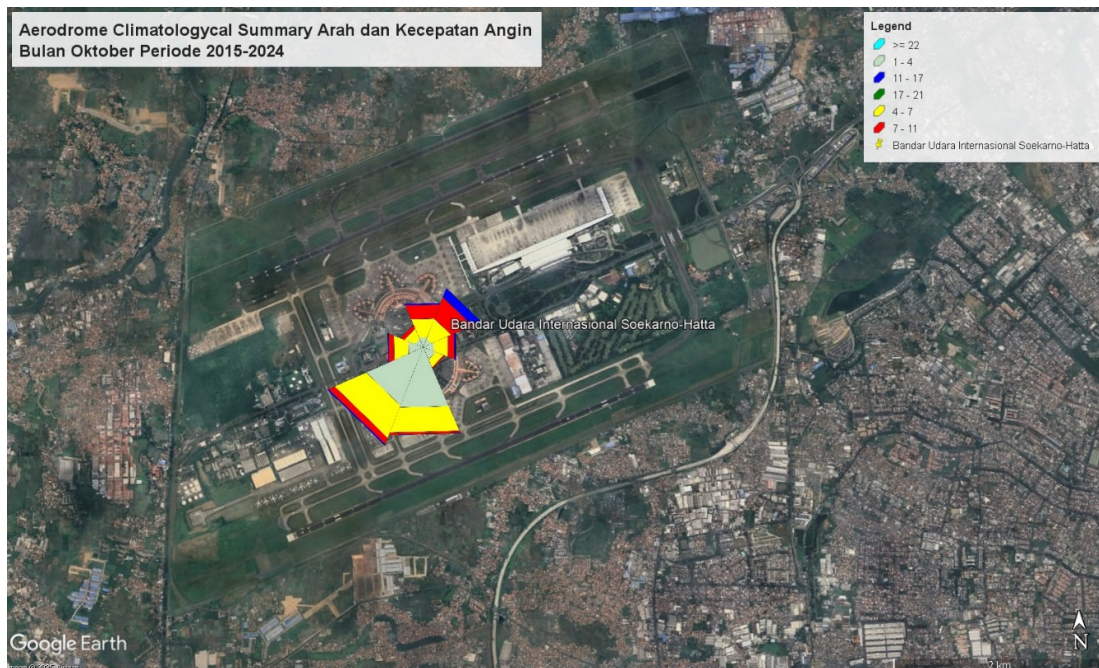 Aerodrome Climatologycal Summary Arah dan Kecepatan Angin
Bulan Oktober Periode 2015-2024
Legend
>= 22
1 - 4
11 - 17
17 - 21
4 - 7
7 - 11
Bandar Udara Internasional Soekarno-Hatta
Bandar Udara Internasional Soekarno-Hatta
Google Earth
N
2 km